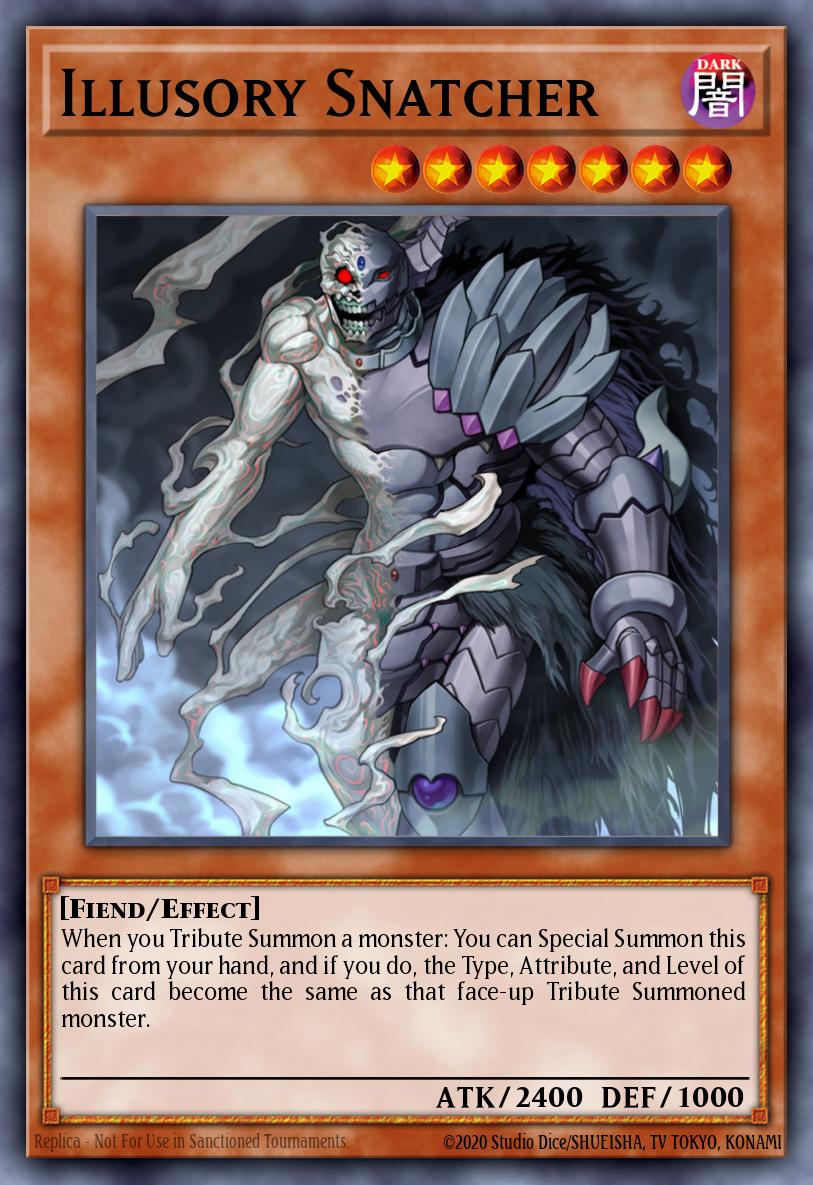 Illusory Snatcher
DARK
闇
[Fiend/Effect]
When you Tribute Summon a monster: You can Special Summon this
card from your hand, and if you do, the Type, Attribute, and Level of
this card become the same as that face-up Tribute Summoned
monster.
ATK/2400 DEF/1000
Replica - Not For Use in Sanctioned Tournaments.
©2020 Studio Dice/SHUEISHA, TV TOKYO, KONAMI